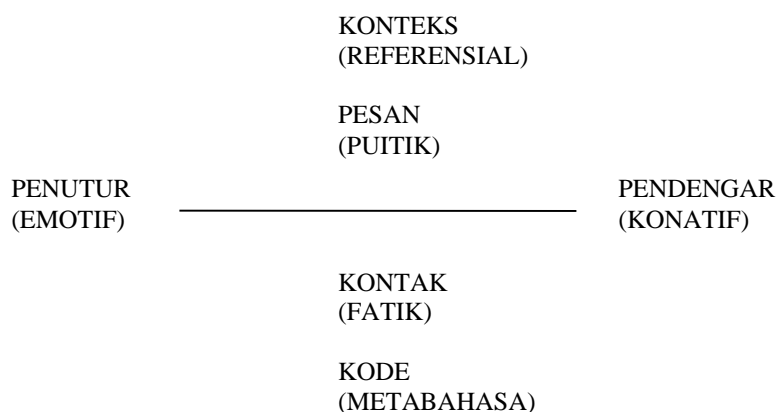 KONTEKS
(REFERENSIAL)
PESAN
(PUITIK)
PENUTUR
(EMOTIF)
PENDENGAR
(KONATIF)
KONTAK
(FATIK)
KODE
(METABAHASA)